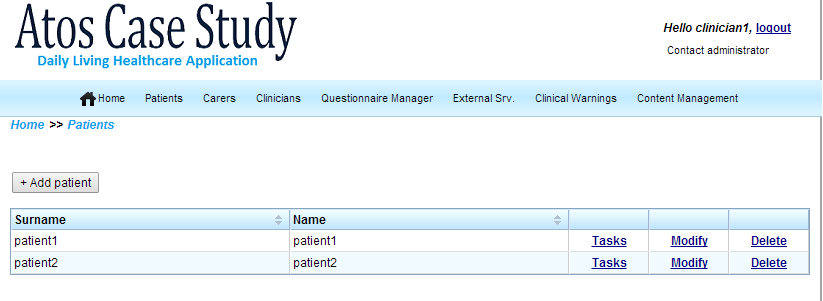 Atos Case Study
Daily Living Healthcare Application
Hello clinician1, logout
Contact administrator
Home Patients Carers Clinicians Questionnaire Manager External Srv. Clinical Warnings Content Management
Home >> Patients
+ Add patient
Surname Name
patient1 patient1 Tasks Modify Delete
patient2 patient2 Tasks Modify Delete